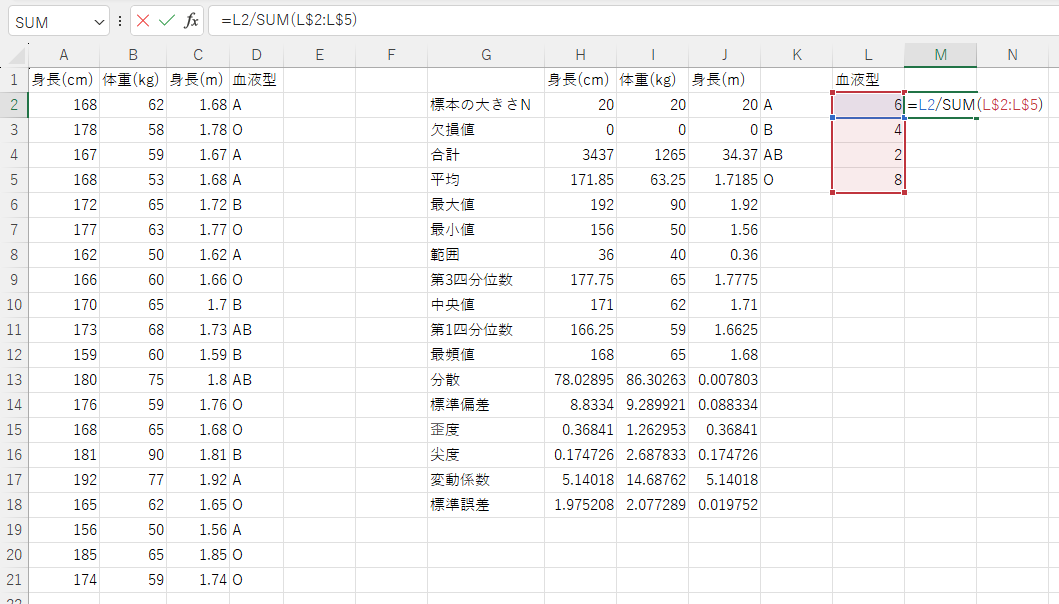 SUM =L2/SUM(L$2:L$5)
A B C D E F G H I J K L M N
1 身長(cm) 体重(kg) 身長(m) 血液型 身長(cm) 体重(kg) 身長(m) 血液型
2 168 62 1.68 A 標本の大きさN 20 20 20 A 6 =L2/SUM(L$2:L$5)
3 178 58 1.78 O 欠損値 0 0 0 B 4
4 167 59 1.67 A 合計 3437 1265 34.37 AB 2
5 168 53 1.68 A 平均 171.85 63.25 1.7185 O 8
6 172 65 1.72 B 最大値 192 90 1.92
7 177 63 1.77 O 最小値 156 50 1.56
8 162 50 1.62 A 範囲 36 40 0.36
9 166 60 1.66 O 第3四分位数 177.75 65 1.7775
10 170 65 1.7 B 中央値 171 62 1.71
11 173 68 1.73 AB 第1四分位数 166.25 59 1.6625
12 159 60 1.59 B 最頻値 168 65 1.68
13 180 75 1.8 AB 分散 78.02895 86.30263 0.007803
14 176 59 1.76 O 標準偏差 8.8334 9.289921 0.088334
15 168 65 1.68 O 歪度 0.36841 1.262953 0.36841
16 181 90 1.81 B 尖度 0.174726 2.687833 0.174726
17 192 77 1.92 A 変動係数 5.14018 14.68762 5.14018
18 165 62 1.65 O 標準誤差 1.975208 2.077289 0.019752
19 156 50 1.56 A
20 185 65 1.85 O
21 174 59 1.74 O